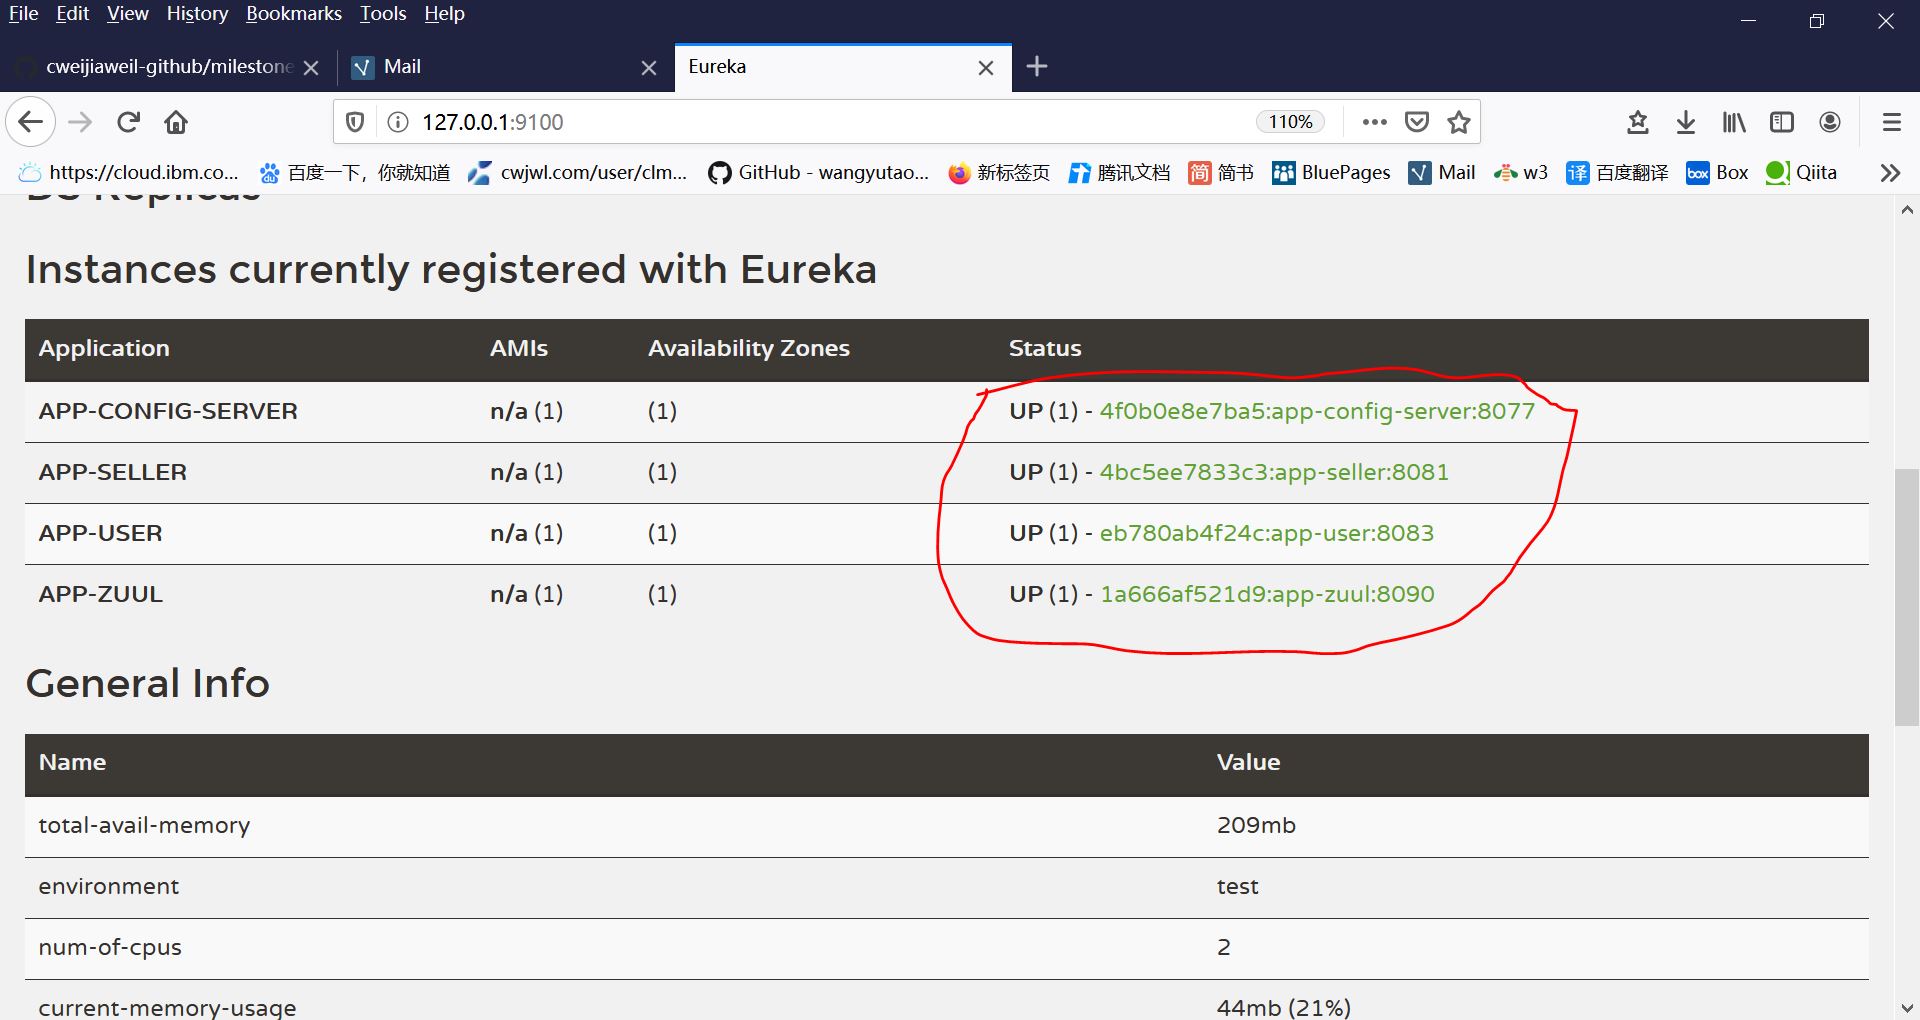 File Edit View History Bookmarks Tools Help
cweijiaweil-github/milestone Mail Eureka
127.0.0.1:9100 110%
https://cloud.ibm.co... 百度一下，你就知道 cwjwl.com/user/clm... GitHub - wangyutao... 新标签页 腾讯文档 简 简书 BluePages Mail w3 译 百度翻译 box Box Qiita
DS Replicas
Instances currently registered with Eureka
Application AMIs Availability Zones Status
APP-CONFIG-SERVER n/a (1) (1) UP (1) - 4f0b0e8e7ba5:app-config-server:8077
APP-SELLER n/a (1) (1) UP (1) - 4bc5ee7833c3:app-seller:8081
APP-USER n/a (1) (1) UP (1) - eb780ab4f24c:app-user:8083
APP-ZUUL n/a (1) (1) UP (1) - 1a666af521d9:app-zuul:8090
General Info
Name Value
total-avail-memory 209mb
environment test
num-of-cpus 2
current-memory-usage 44mb (21%)